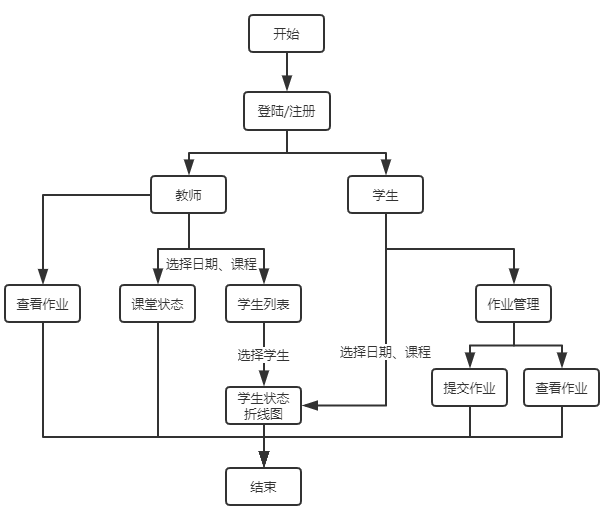 开始
登陆/注册
教师
学生
选择日期、课程
查看作业
课堂状态
学生列表
作业管理
选择学生
选择日期、课程
学生状态
折线图
提交作业
查看作业
结束